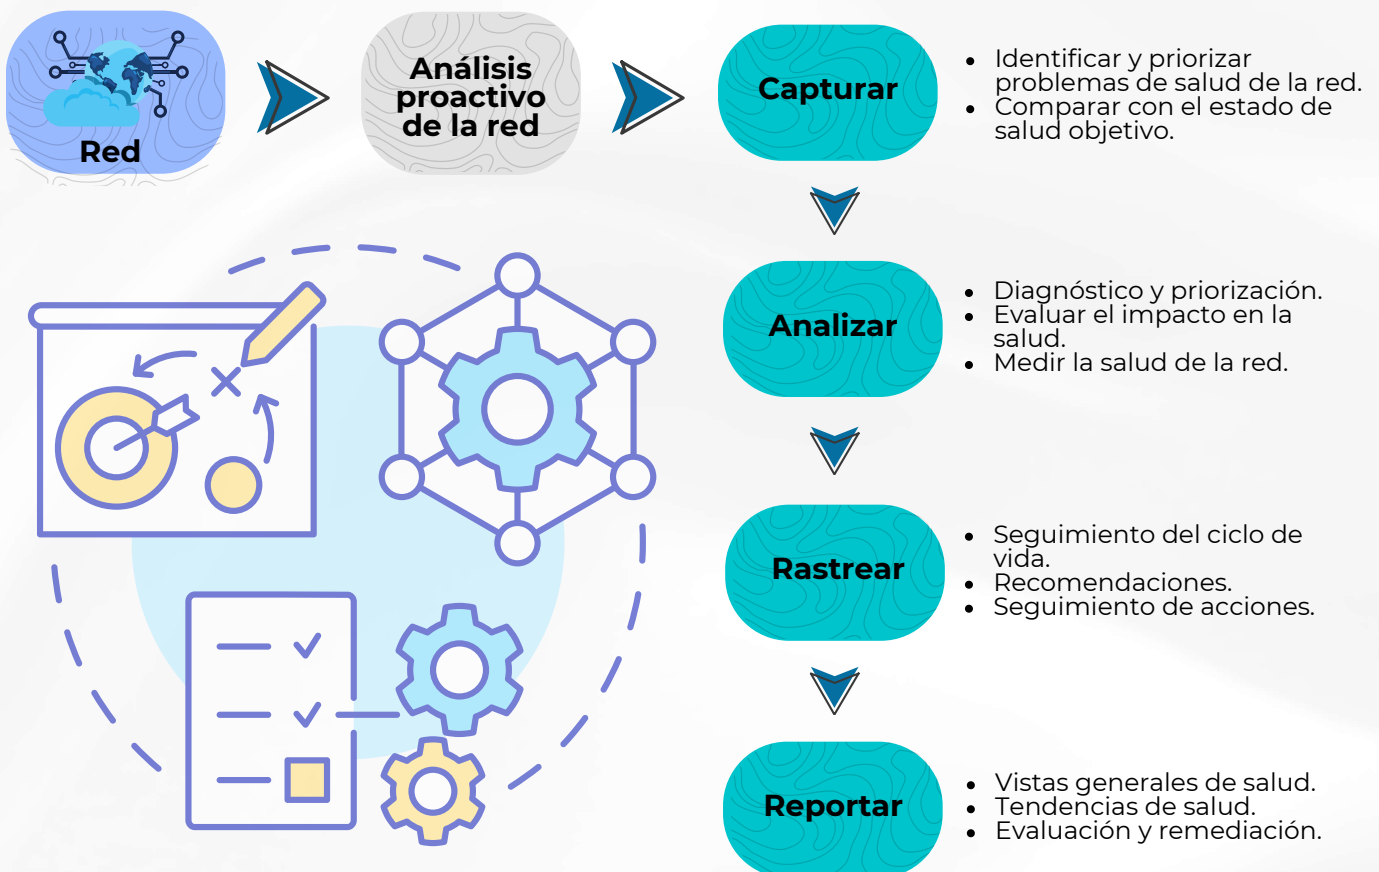 Red
Análisis
proactivo
de la red
Capturar
• Identificar y priorizar
problemas de salud de la red.
• Comparar con el estado de
salud objetivo.
Analizar
• Diagnóstico y priorización.
• Evaluar el impacto en la
salud.
• Medir la salud de la red.
Rastrear
• Seguimiento del ciclo de
vida.
• Recomendaciones.
• Seguimiento de acciones.
Reportar
• Vistas generales de salud.
• Tendencias de salud.
• Evaluación y remediación.